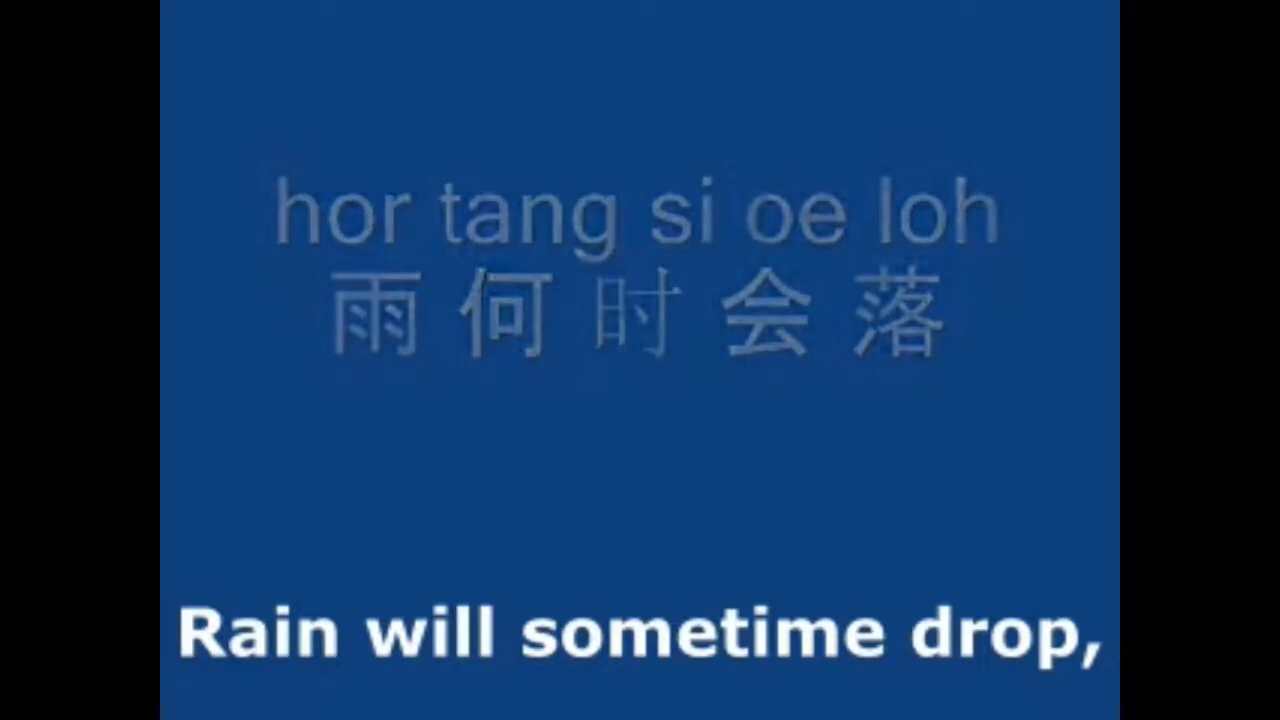 hor tang si oe loh
雨 何 时 会 落
Rain will sometime drop,